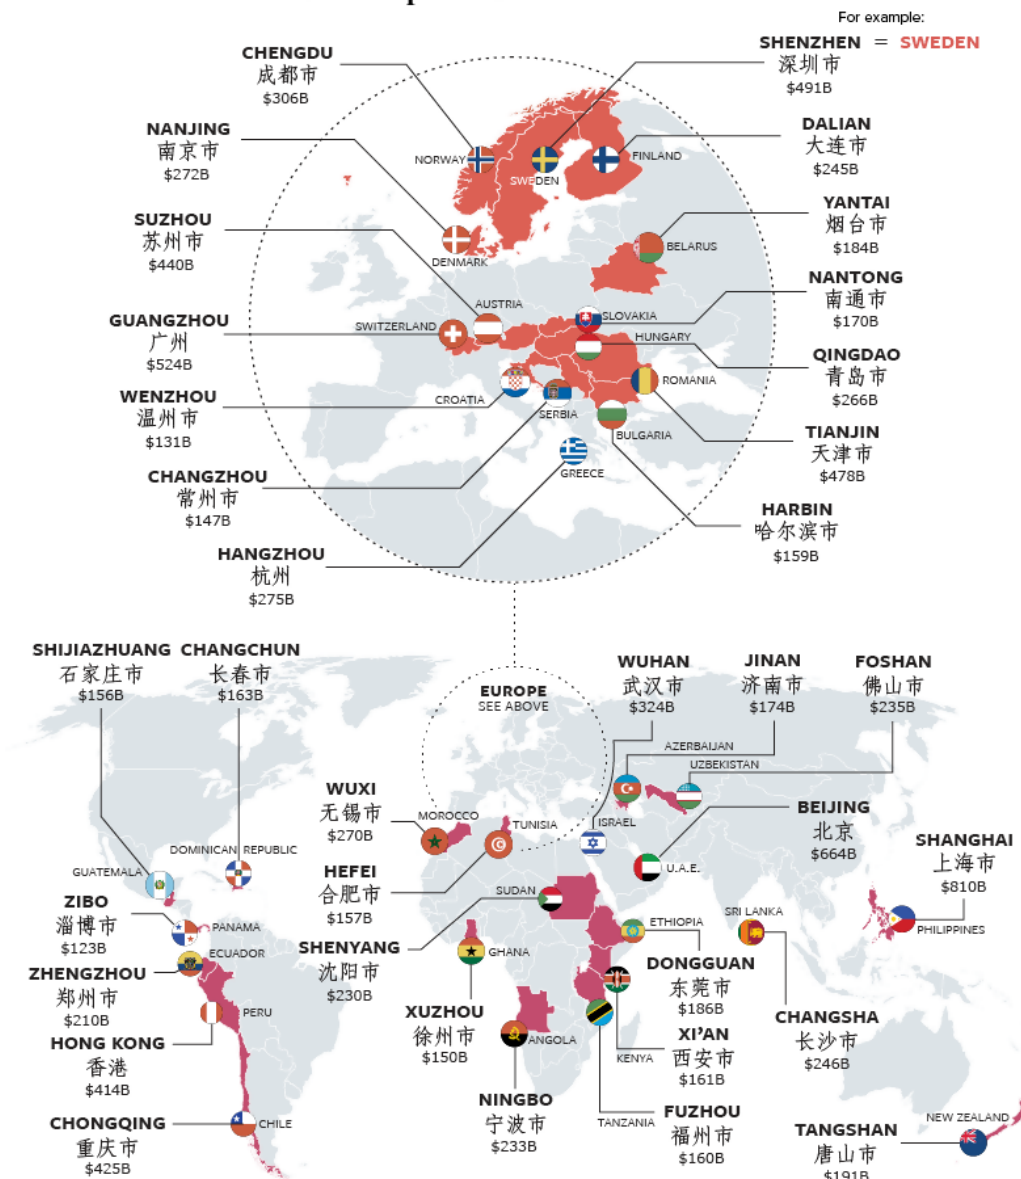 For example:
SHENZHEN = SWEDEN
深圳市
$491B
CHENGDU
成都市
$306B
NANJING
南京市
$272B
DALIAN
大连市
$245B
NORWAY
SWEDEN
FINLAND
SUZHOU
苏州市
$440B
YANTAI
烟台市
$184B
DENMARK
BELARUS
NANTONG
南通市
$170B
AUSTRIA
SLOVAKIA
GUANGZHOU
广州
$524B
SWITZERLAND
HUNGARY
QINGDAO
青岛市
$266B
WENZHOU
温州市
$131B
CROATIA
SERBIA
ROMANIA
BULGARIA
GREECE
TIANJIN
天津市
$478B
CHANGZHOU
常州市
$147B
HARBIN
哈尔滨市
$159B
HANGZHOU
杭州
$275B
SHIJIAZHUANG
石家庄市
$156B
CHANGCHUN
长春市
$163B
EUROPE
SEE ABOVE
WUHAN
武汉市
$324B
JINAN
济南市
$174B
FOSHAN
佛山市
$235B
AZERBAIJAN
UZBEKISTAN
WUXI
无锡市
$270B
MOROCCO
TUNISIA
ISRAEL
BEIJING
北京
$664B
SHANGHAI
上海市
$810B
DOMINICAN REPUBLIC
GUATEMALA
HEFEI
合肥市
$157B
U.A.E.
ZIBO
淄博市
$123B
PANAMA
SUDAN
ETHIOPIA
SRI LANKA
PHILIPPINES
SHENYANG
沈阳市
$230B
GHANA
ECUADOR
ZHENGZHOU
郑州市
$210B
DONGGUAN
东莞市
$186B
PERU
XUZHOU
徐州市
$150B
ANGOLA
CHANGSHA
长沙市
$246B
HONG KONG
香港
$414B
KENYA
XI'AN
西安市
$161B
NINGBO
宁波市
$233B
TANZANIA
FUZHOU
福州市
$160B
CHONGQING
重庆市
$425B
CHILE
NEW ZEALAND
TANGSHAN
唐山市
$191B